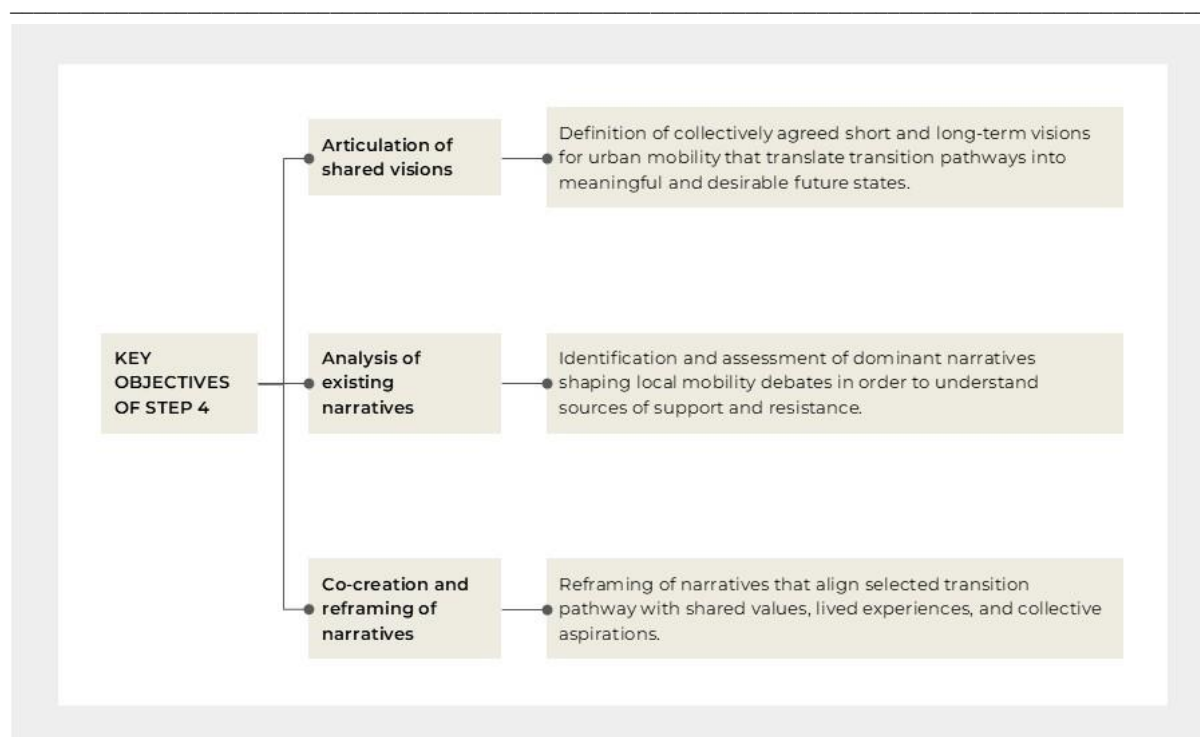 Articulation of
shared visions
Definition of collectively agreed short and long-term visions
for urban mobility that translate transition pathways into
meaningful and desirable future states.
KEY
OBJECTIVES
OF STEP 4
Analysis of
existing
narratives
Identification and assessment of dominant narratives
shaping local mobility debates in order to understand
sources of support and resistance.
Co-creation and
reframing of
narratives
Reframing of narratives that align selected transition
pathway with shared values, lived experiences, and collective
aspirations.